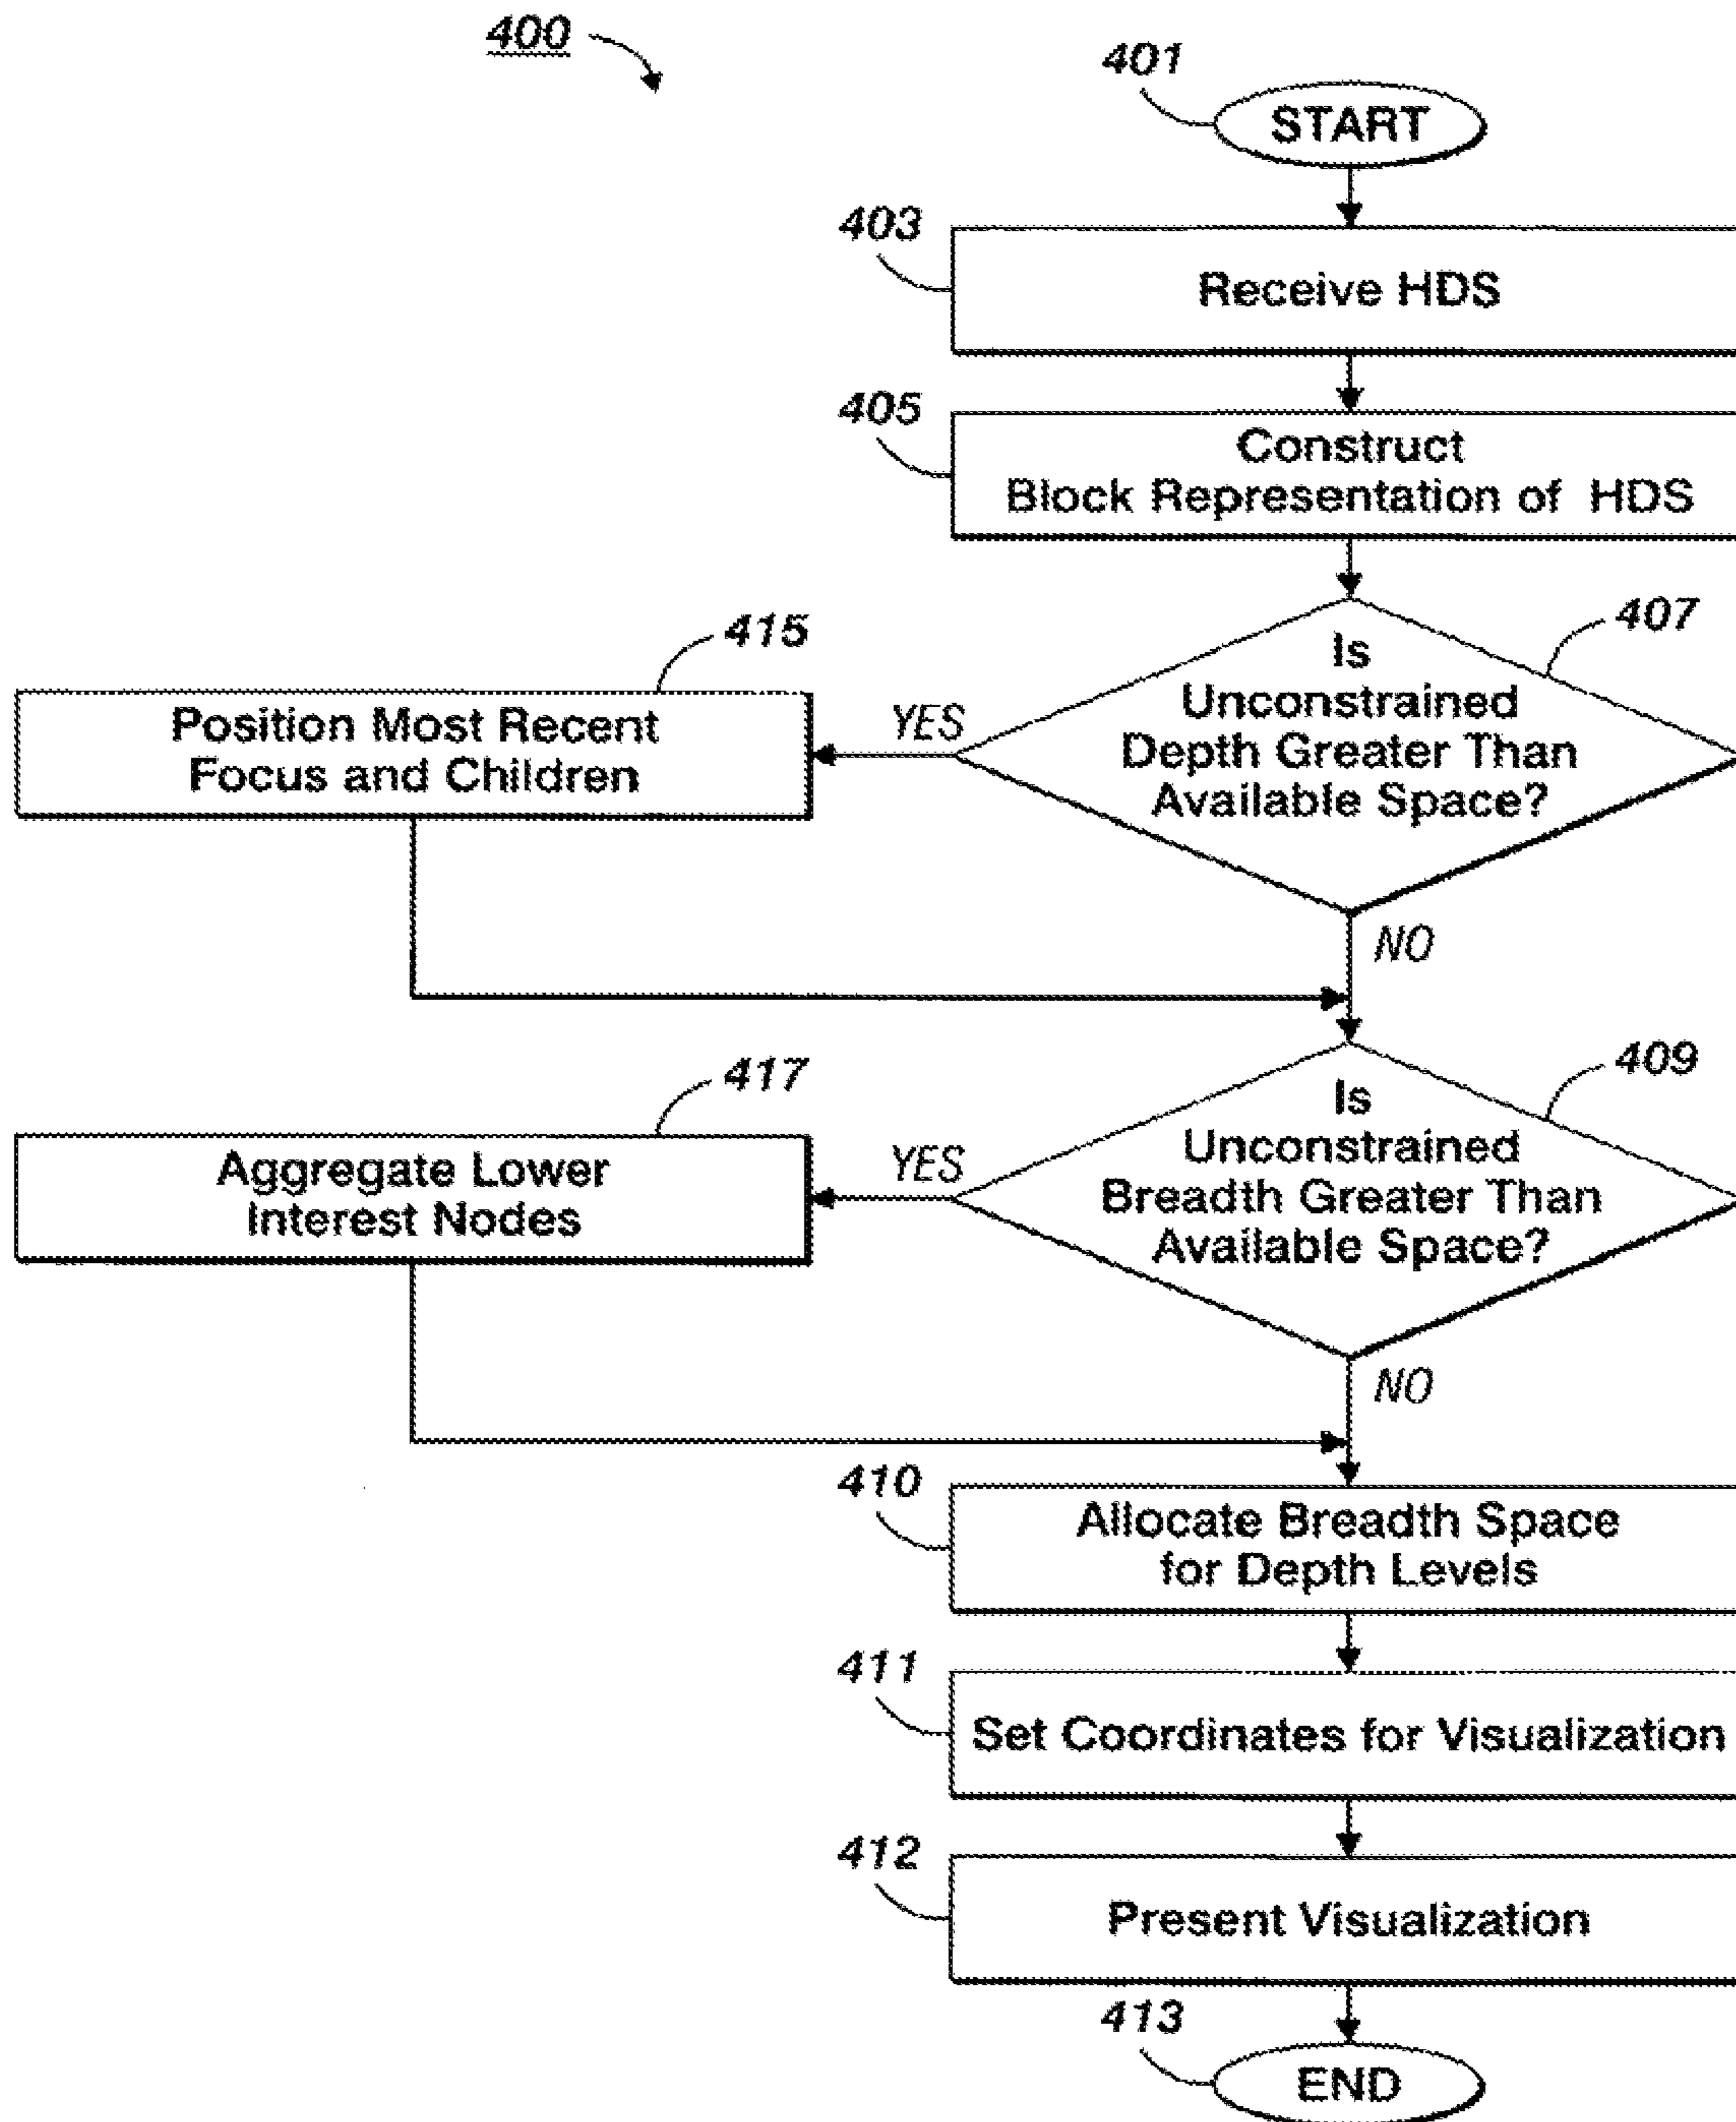 400
401
START
403
Receive HDS
405
Construct
Block Representation of HDS
407
Is
Unconstrained
Depth Greater Than
Available Space?
YES
415
Position Most Recent
Focus and Children
NO
409
Is
Unconstrained
Breadth Greater Than
Available Space?
YES
417
Aggregate Lower
Interest Nodes
NO
410
Allocate Breadth Space
for Depth Levels
411
Set Coordinates for Visualization
412
Present Visualization
413
END